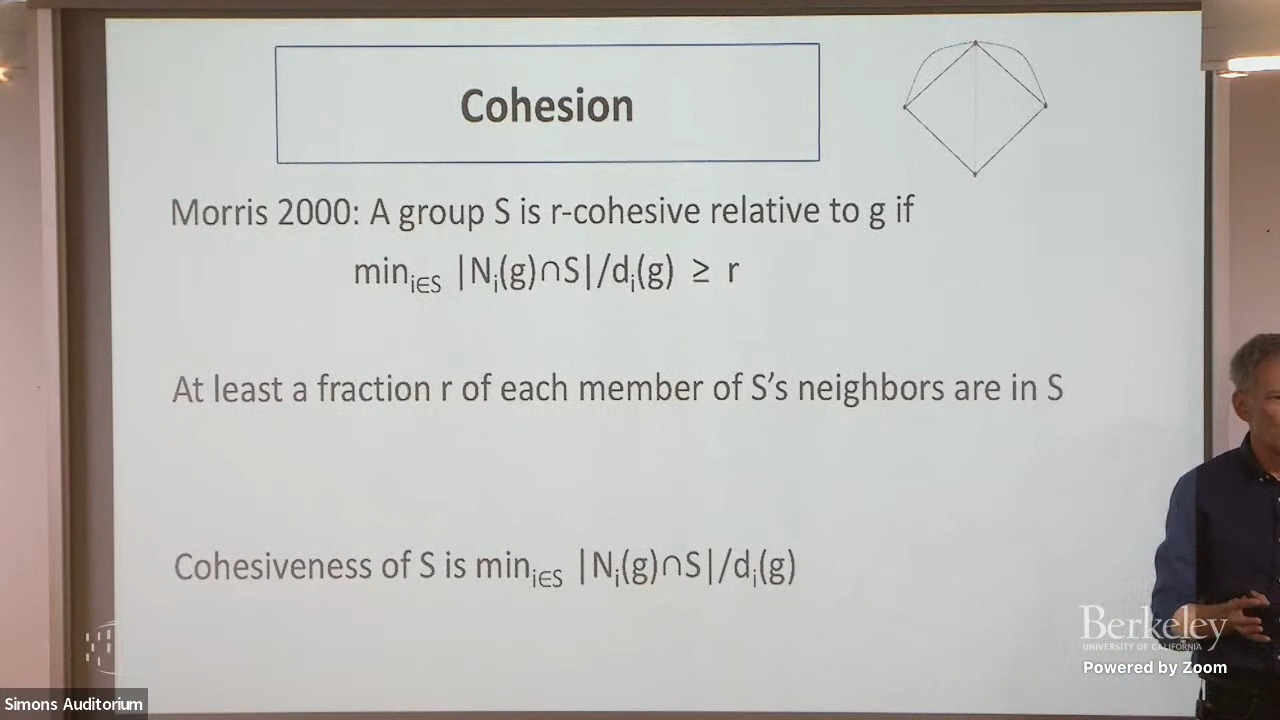 Cohesion
Morris 2000: A group S is r-cohesive relative to g if
min_{i∈S} |N_i(g)∩S|/d_i(g) ≥ r
At least a fraction r of each member of S's neighbors are in S
Cohesiveness of S is min_{i∈S} |N_i(g)∩S|/d_i(g)
Berkeley
UNIVERSITY OF CALIFORNIA
Powered by Zoom
Simons Auditorium